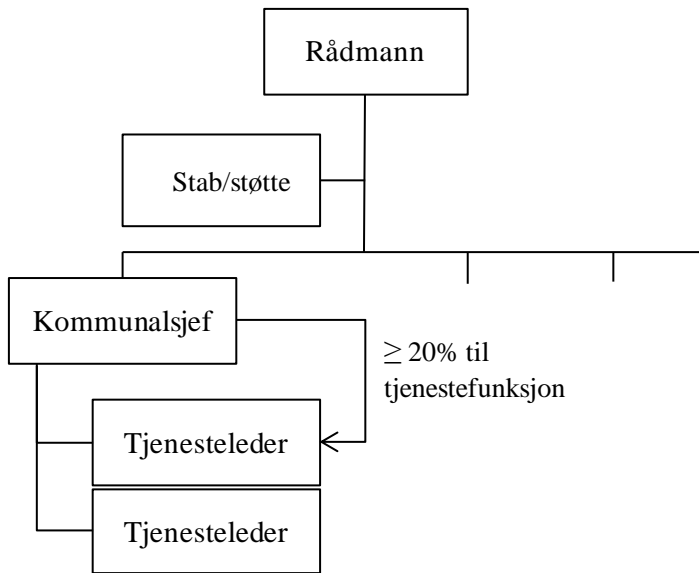 Rådmann
Stab/støtte
Kommunalsjef
≥ 20% til
tjenestefunksjon
Tjenesteleder
Tjenesteleder